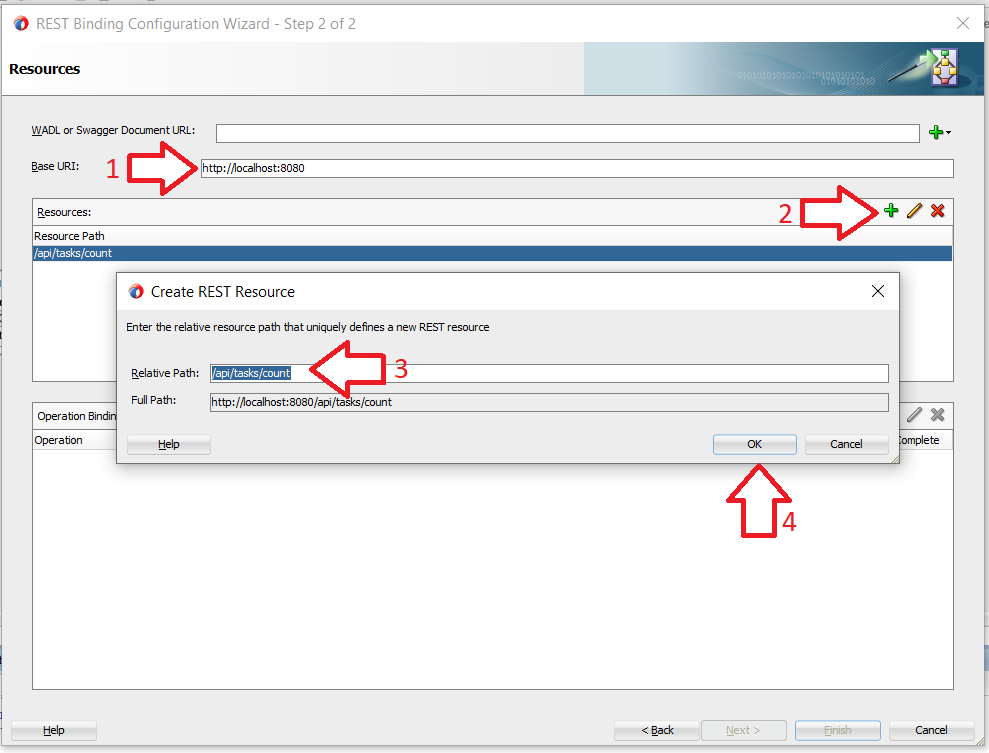 REST Binding Configuration Wizard - Step 2 of 2
Resources
WADL or Swagger Document URL:
Base URI: 1 http://localhost:8080
Resources: 2
Resource Path
/api/tasks/count
Create REST Resource
Enter the relative resource path that uniquely defines a new REST resource
Relative Path: /api/tasks/count 3
Full Path: http://localhost:8080/api/tasks/count
Help OK Cancel
Operation
4
Help < Back Next > Finish Cancel